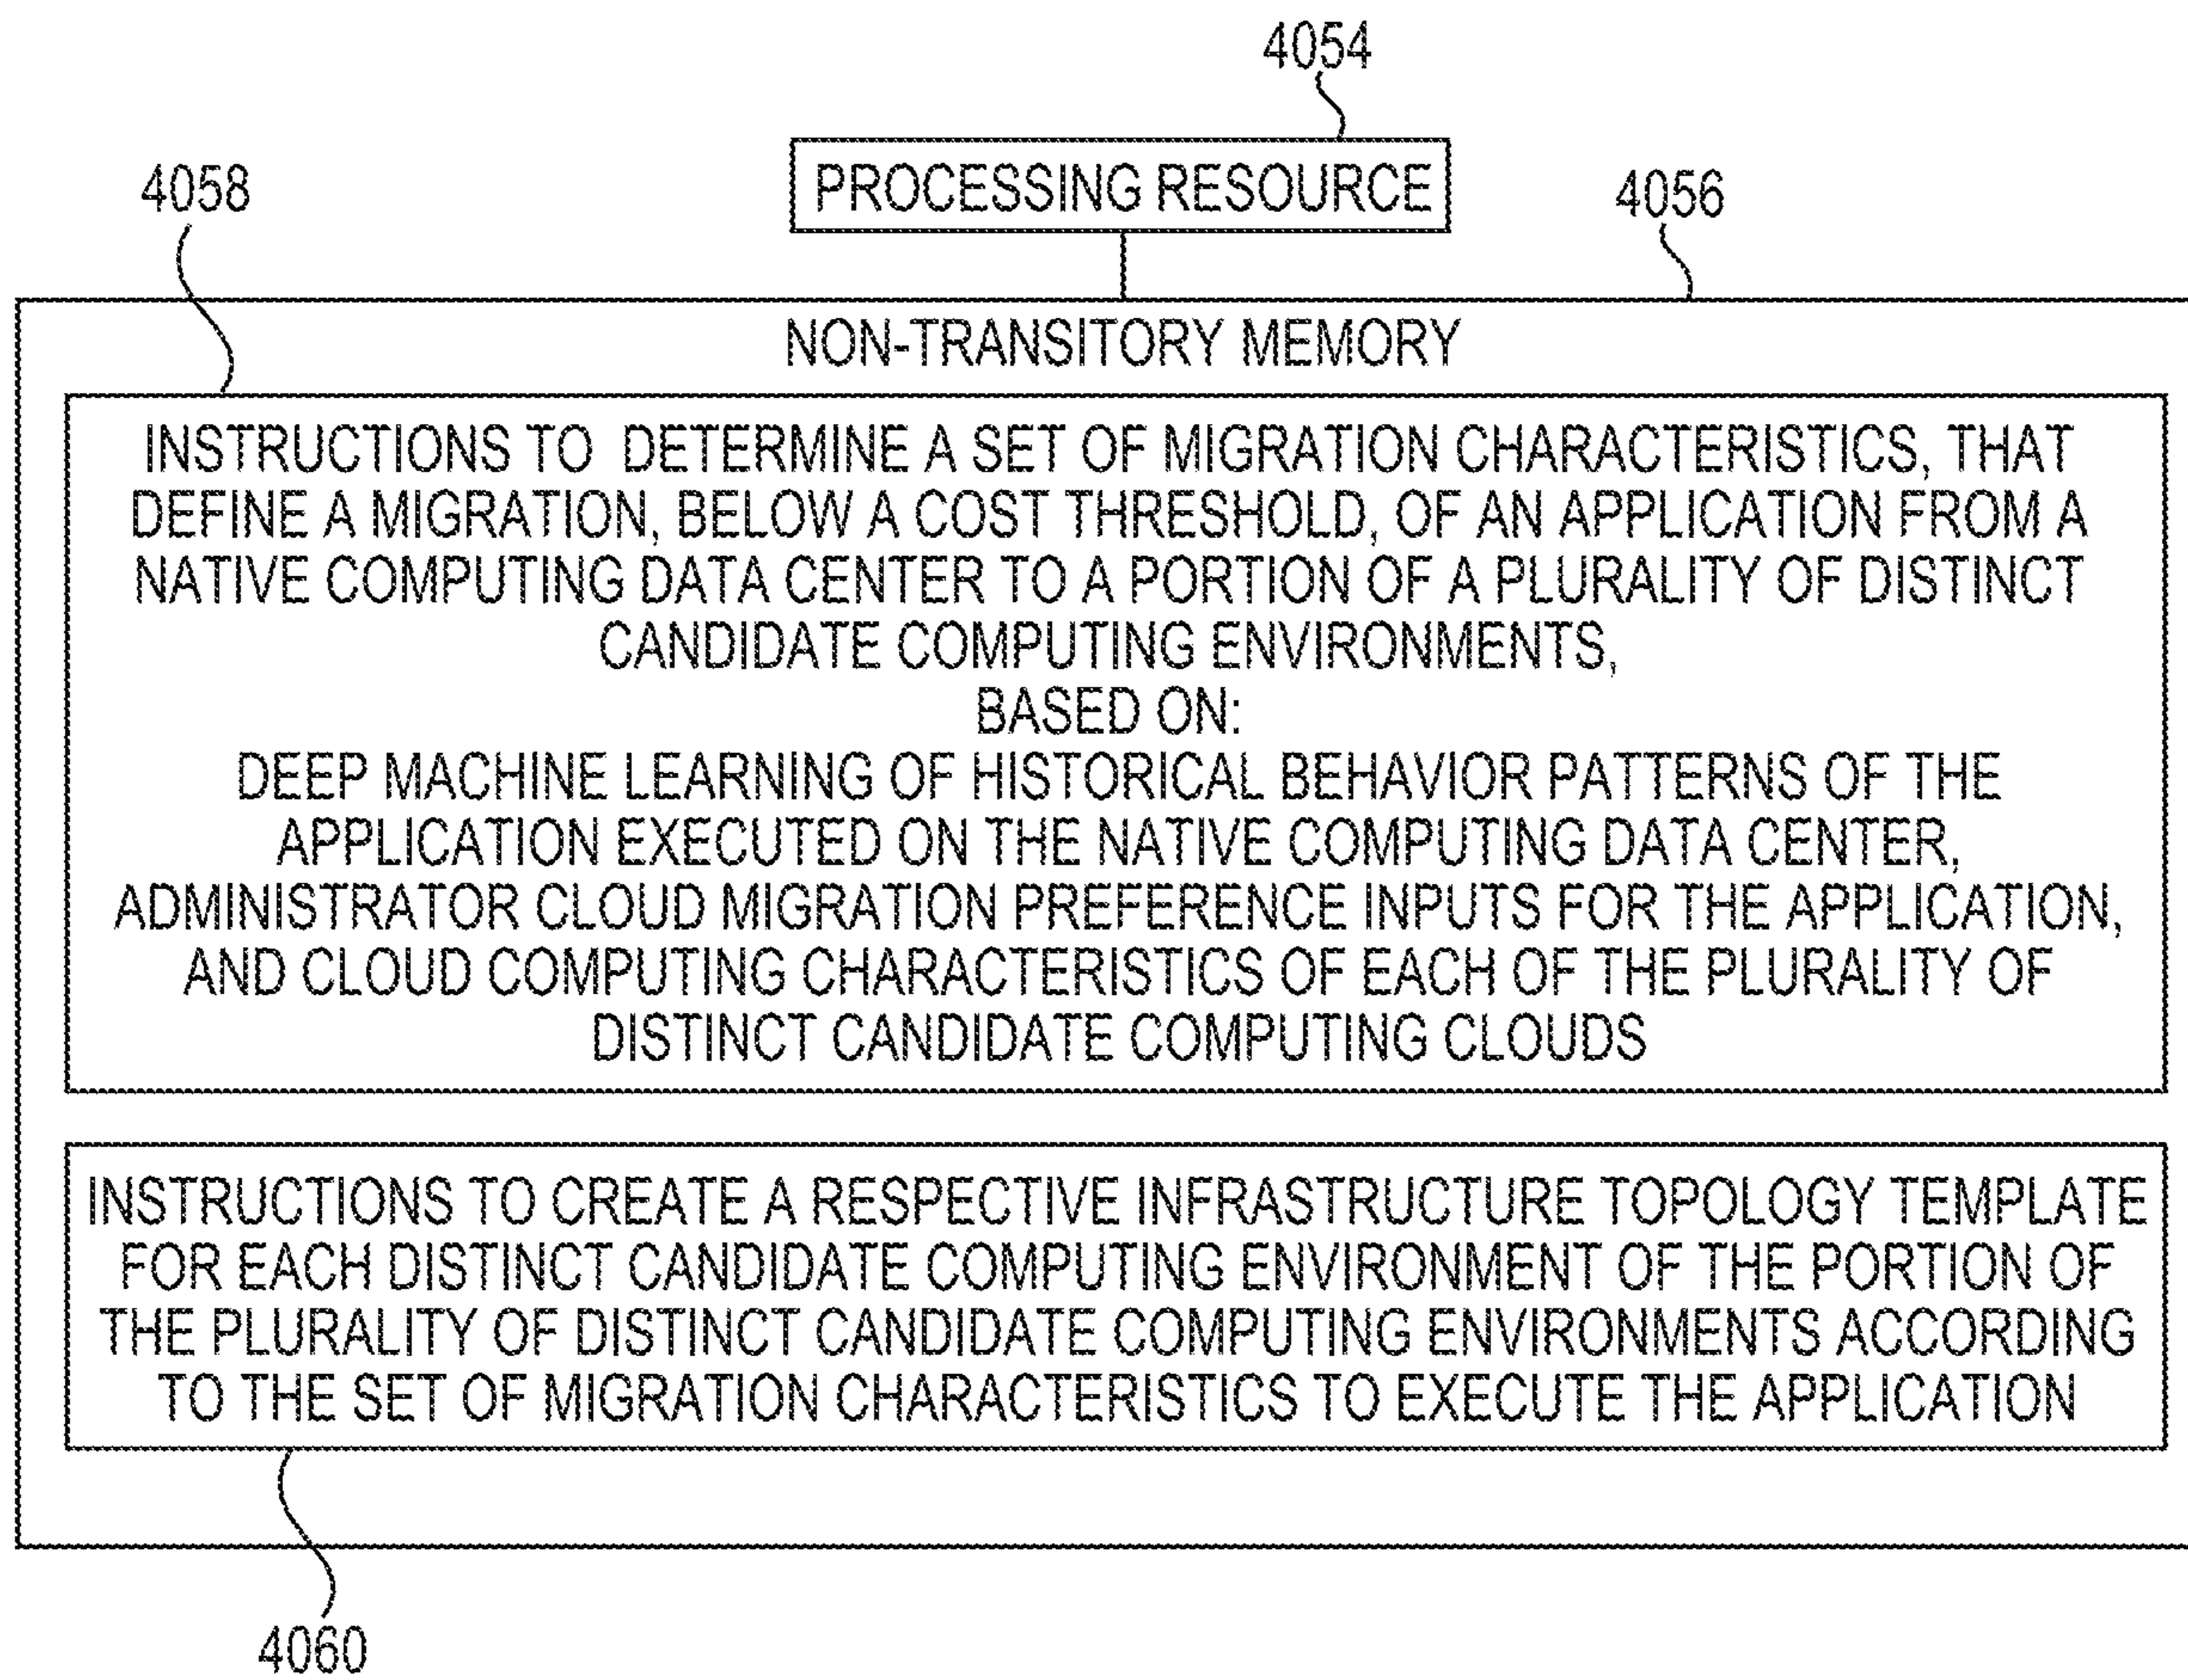 4054
PROCESSING RESOURCE
4058
4056
NON-TRANSITORY MEMORY
INSTRUCTIONS TO DETERMINE A SET OF MIGRATION CHARACTERISTICS, THAT
DEFINE A MIGRATION, BELOW A COST THRESHOLD, OF AN APPLICATION FROM A
NATIVE COMPUTING DATA CENTER TO A PORTION OF A PLURALITY OF DISTINCT
CANDIDATE COMPUTING ENVIRONMENTS,
BASED ON:
DEEP MACHINE LEARNING OF HISTORICAL BEHAVIOR PATTERNS OF THE
APPLICATION EXECUTED ON THE NATIVE COMPUTING DATA CENTER,
ADMINISTRATOR CLOUD MIGRATION PREFERENCE INPUTS FOR THE APPLICATION,
AND CLOUD COMPUTING CHARACTERISTICS OF EACH OF THE PLURALITY OF
DISTINCT CANDIDATE COMPUTING CLOUDS
INSTRUCTIONS TO CREATE A RESPECTIVE INFRASTRUCTURE TOPOLOGY TEMPLATE
FOR EACH DISTINCT CANDIDATE COMPUTING ENVIRONMENT OF THE PORTION OF
THE PLURALITY OF DISTINCT CANDIDATE COMPUTING ENVIRONMENTS ACCORDING
TO THE SET OF MIGRATION CHARACTERISTICS TO EXECUTE THE APPLICATION
4060